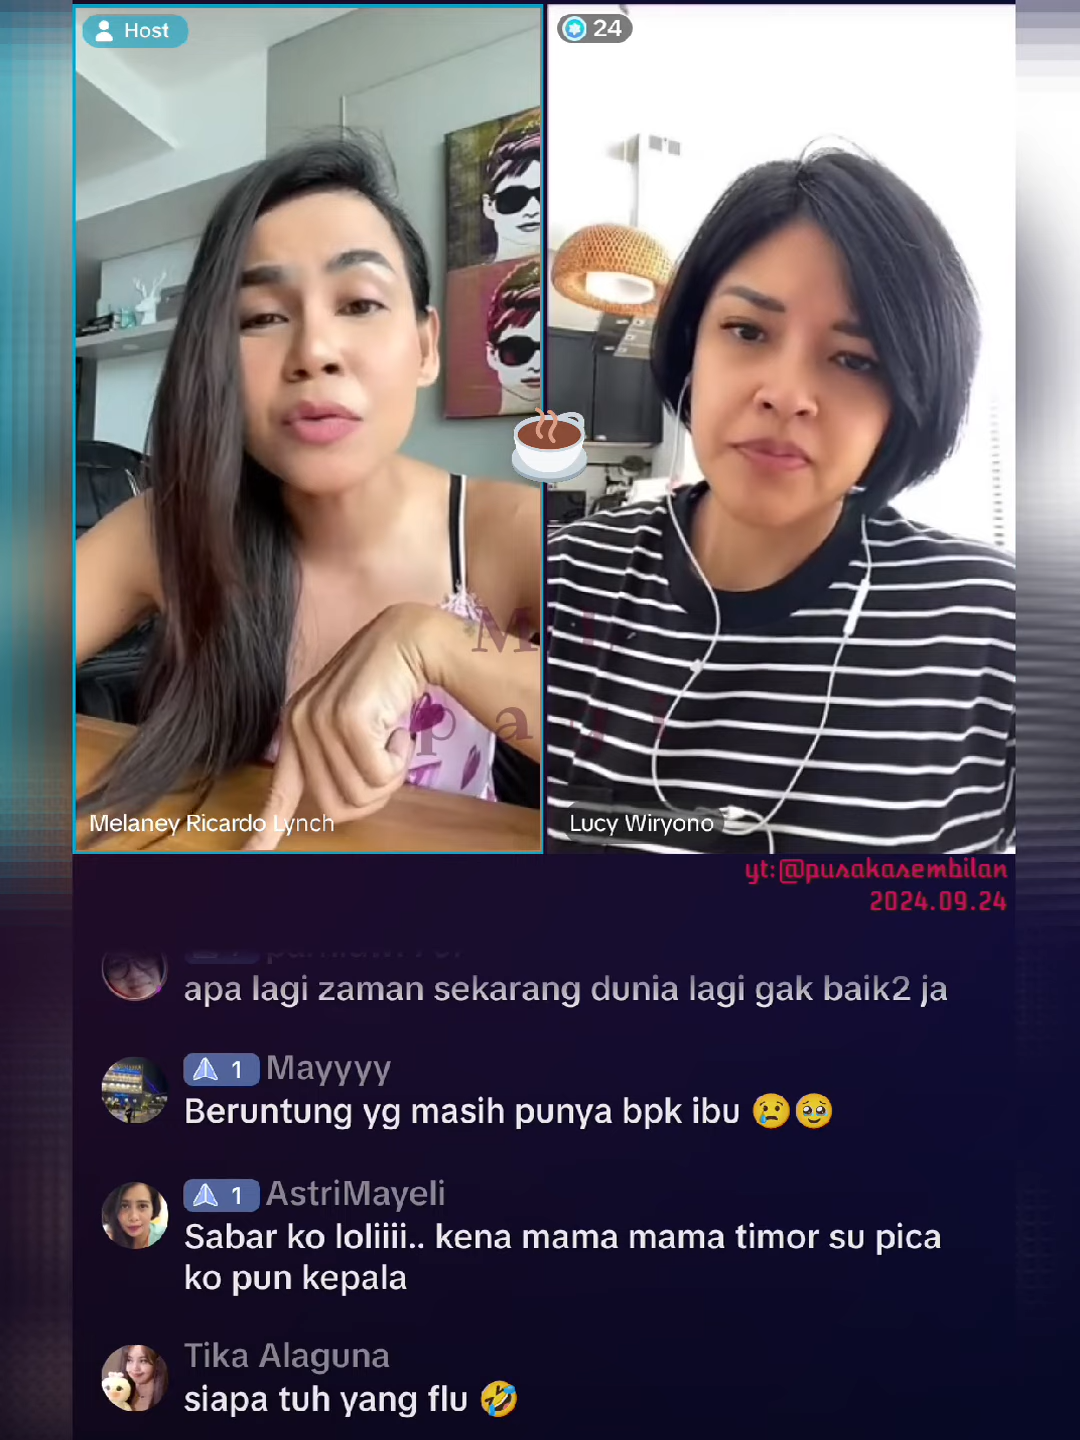 Host
24
Melaney Ricardo Lynch
Lucy Wiryono
yt:@pusakasembilan
2024.09.24
apa lagi zaman sekarang dunia lagi gak baik2 ja
1 Mayyyy
Beruntung yg masih punya bpk ibu 😢🥹
1 AstriMayeli
Sabar ko loliiii.. kena mama mama timor su pica
ko pun kepala
Tika Alaguna
siapa tuh yang flu 🤣